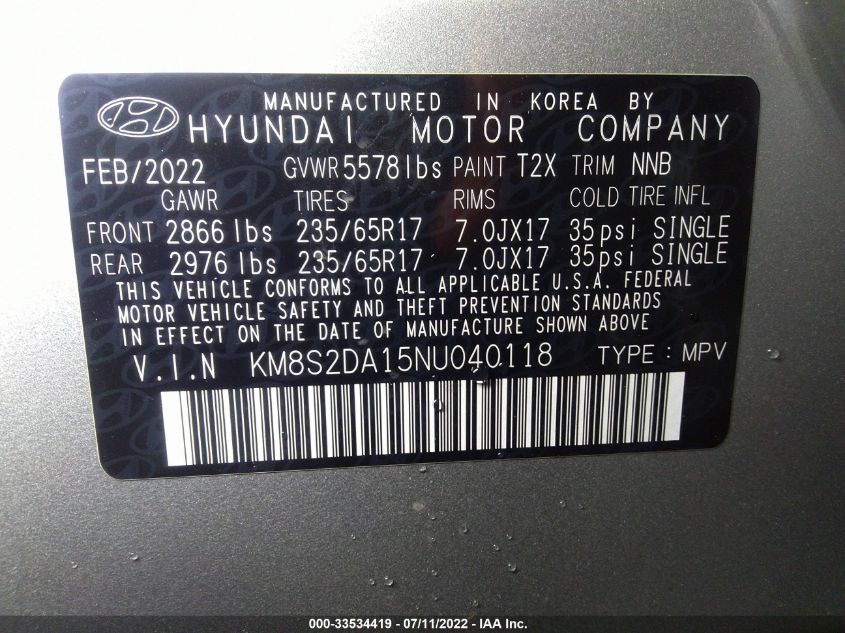 MANUFACTURED IN KOREA BY
HYUNDAI MOTOR COMPANY
FEB/2022 GVWR 5578lbs PAINT T2X TRIM NNB
GAWR TIRES RIMS COLD TIRE INFL
FRONT 2866 lbs 235/65R17 7.0JX17 35psi SINGLE
REAR 2976 lbs 235/65R17 7.0JX17 35psi SINGLE
THIS VEHICLE CONFORMS TO ALL APPLICABLE U.S.A. FEDERAL
MOTOR VEHICLE SAFETY AND THEFT PREVENTION STANDARDS
IN EFFECT ON THE DATE OF MANUFACTURE SHOWN ABOVE
V.I.N KM8S2DA15NU040118 TYPE : MPV
000-33534419 - 07/11/2022 - IAA Inc.